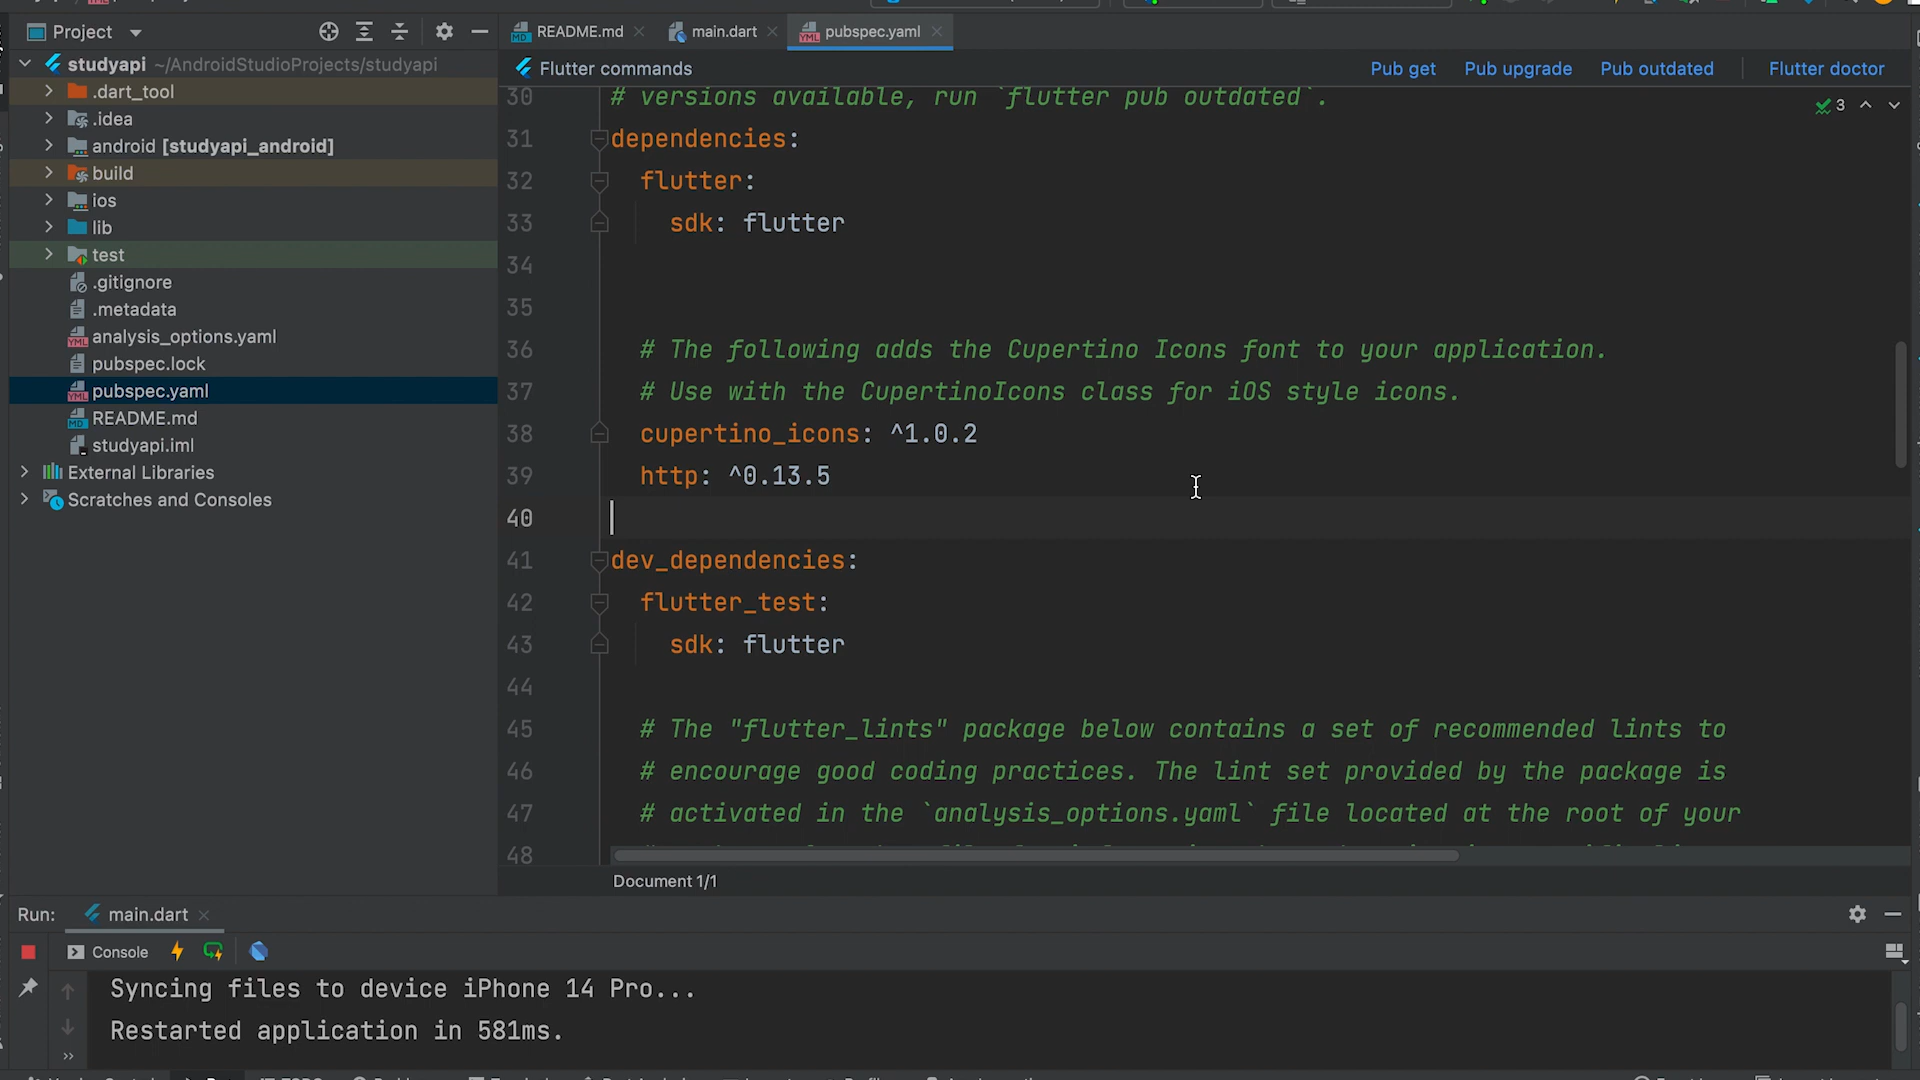 Project
README.md
main.dart
pubspec.yaml
studyapi ~/AndroidStudioProjects/studyapi
Flutter commands
Pub get
Pub upgrade
Pub outdated
Flutter doctor
.dart_tool
.idea
android [studyapi_android]
build
ios
lib
test
.gitignore
.metadata
analysis_options.yaml
pubspec.lock
pubspec.yaml
README.md
studyapi.iml
External Libraries
Scratches and Consoles
3
30 # versions available, run `flutter pub outdated`.
31 dependencies:
32 flutter:
33 sdk: flutter
34
35
36 # The following adds the Cupertino Icons font to your application.
37 # Use with the CupertinoIcons class for iOS style icons.
38 cupertino_icons: ^1.0.2
39 http: ^0.13.5
40
41 dev_dependencies:
42 flutter_test:
43 sdk: flutter
44
45 # The "flutter_lints" package below contains a set of recommended lints to
46 # encourage good coding practices. The lint set provided by the package is
47 # activated in the `analysis_options.yaml` file located at the root of your
48
Document 1/1
Run: main.dart
Console
Syncing files to device iPhone 14 Pro...
Restarted application in 581ms.